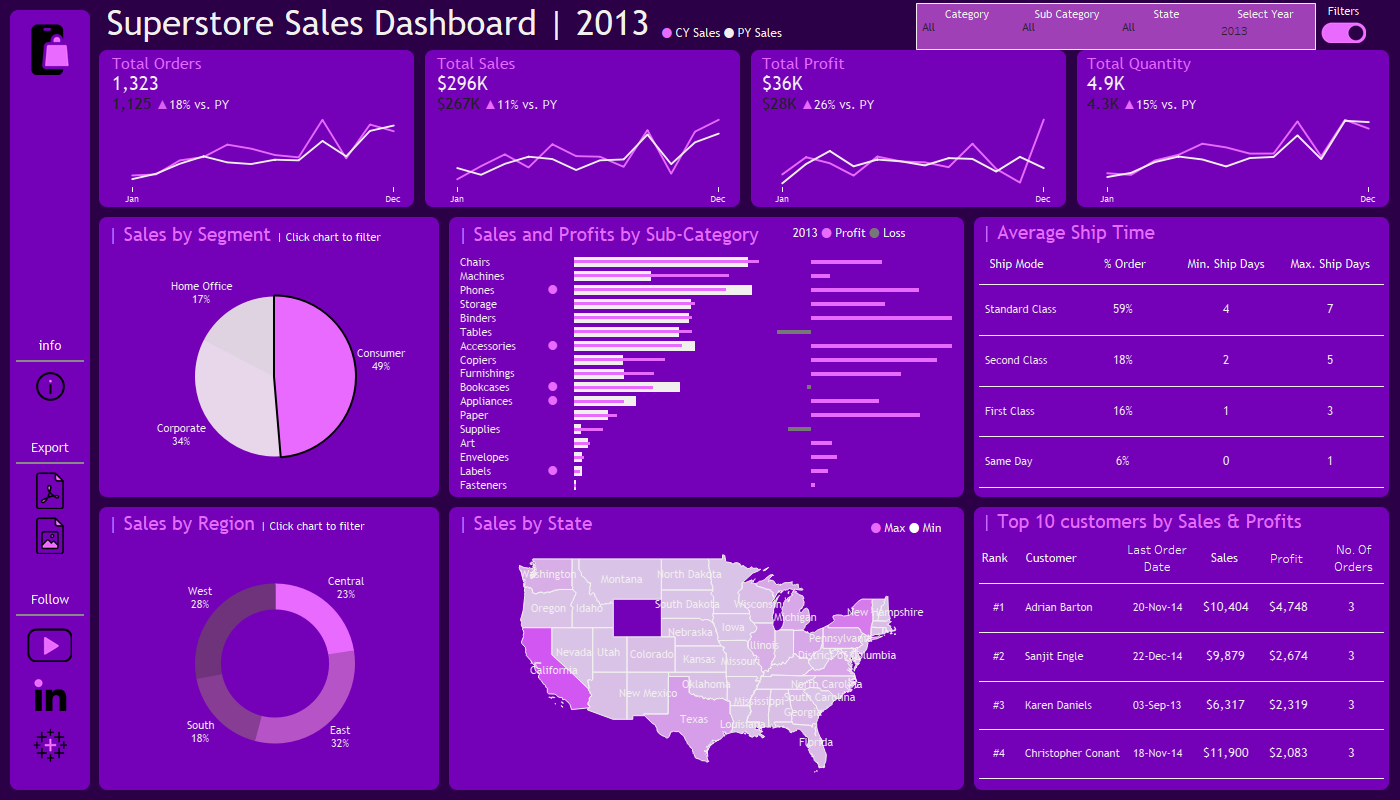 Superstore Sales Dashboard | 2013
CY Sales PY Sales
Category Sub Category State Select Year
All All All 2013
Filters
Total Orders
1,323
1,125 ▲ 18% vs. PY
Jan Dec
Total Sales
$296K
$267K ▲ 11% vs. PY
Jan Dec
Total Profit
$36K
$28K ▲ 26% vs. PY
Jan Dec
Total Quantity
4.9K
4.3K ▲ 15% vs. PY
Jan Dec
info
Export
Follow
in
| Sales by Segment | Click chart to filter
Home Office
17%
Consumer
49%
Corporate
34%
| Sales and Profits by Sub-Category 2013 Profit Loss
Chairs
Machines
Phones
Storage
Binders
Tables
Accessories
Copiers
Furnishings
Bookcases
Appliances
Paper
Supplies
Art
Envelopes
Labels
Fasteners
| Average Ship Time
Ship Mode % Order Min. Ship Days Max. Ship Days
Standard Class 59% 4 7
Second Class 18% 2 5
First Class 16% 1 3
Same Day 6% 0 1
| Sales by Region | Click chart to filter
West
28%
Central
23%
South
18%
East
32%
| Sales by State Max Min
Washington
Montana
North Dakota
Oregon
Idaho
South Dakota
Wisconsin
Michigan
New Hampshire
Nebraska
Iowa
Pennsylvania
Nevada
Utah
Colorado
Kansas
Missouri
Illinois
District of Columbia
California
New Mexico
Oklahoma
North Carolina
Mississippi
South Carolina
Georgia
Texas
Louisiana
Florida
| Top 10 customers by Sales & Profits
Rank Customer Last Order Date Sales Profit No. Of Orders
#1 Adrian Barton 20-Nov-14 $10,404 $4,748 3
#2 Sanjit Engle 22-Dec-14 $9,879 $2,674 3
#3 Karen Daniels 03-Sep-13 $6,317 $2,319 3
#4 Christopher Conant 18-Nov-14 $11,900 $2,083 3